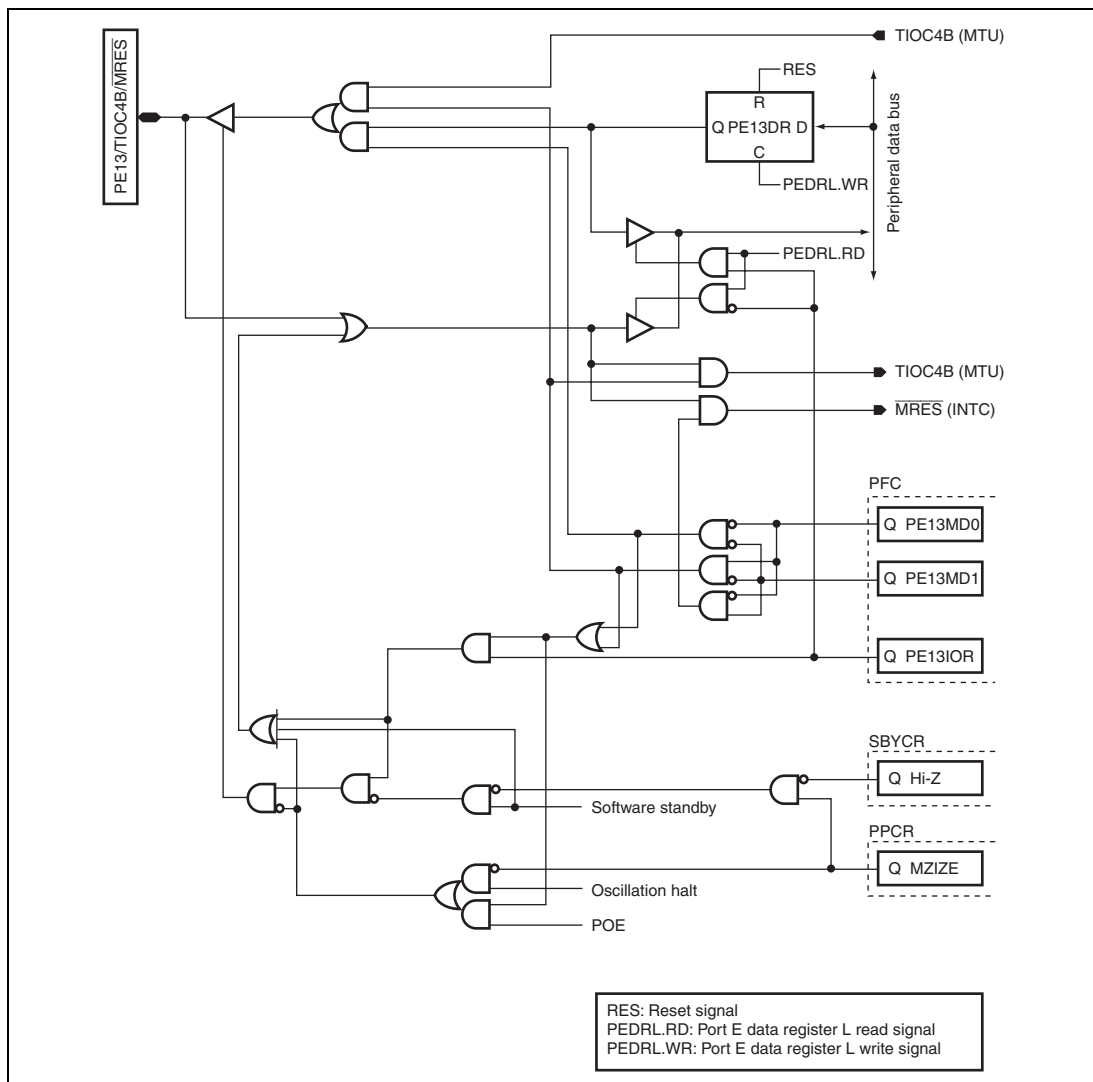 PE13/TIOC4B/M̅R̅E̅S̅
TIOC4B (MTU)
RES
R
Q PE13DR D
C
PEDRL.WR
Peripheral data bus
PEDRL.RD
TIOC4B (MTU)
M̅R̅E̅S̅ (INTC)
PFC
Q PE13MD0
Q PE13MD1
Q PE13IOR
SBYCR
Q Hi-Z
Software standby
PPCR
Q MZIZE
Oscillation halt
POE
RES: Reset signal
PEDRL.RD: Port E data register L read signal
PEDRL.WR: Port E data register L write signal